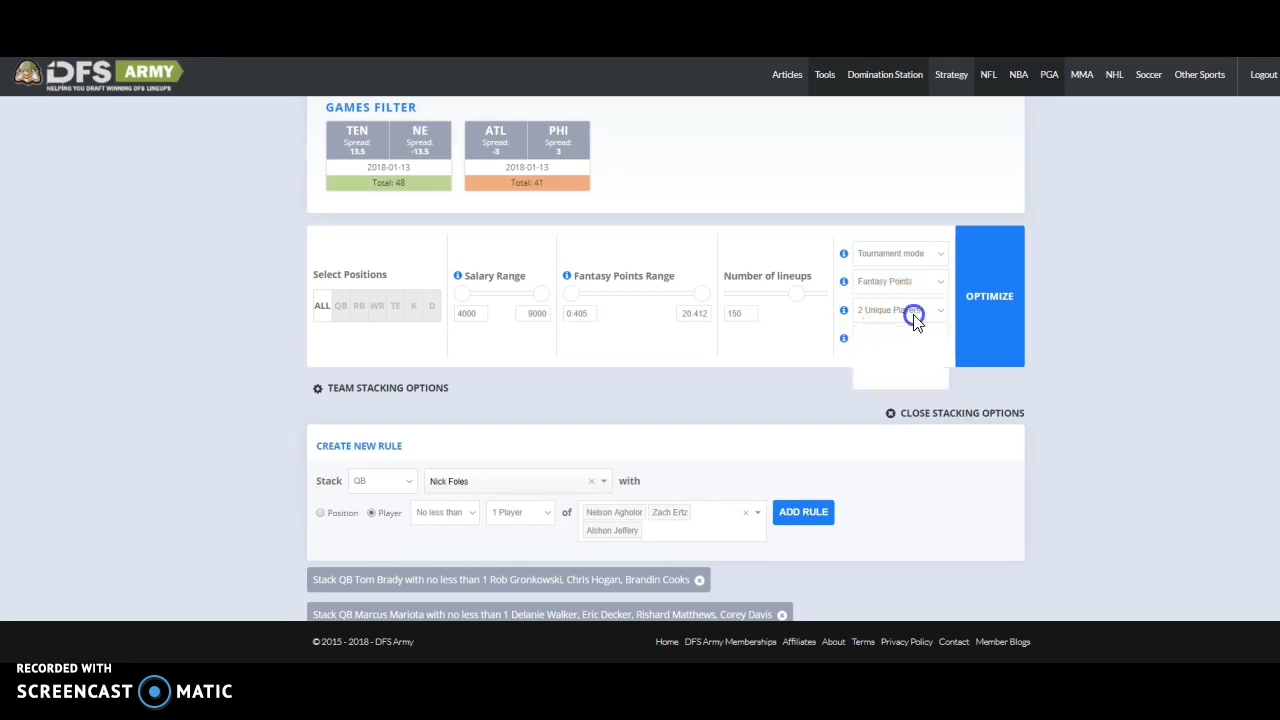 DFS ARMY
HELPING YOU DRAFT WINNING DFS LINEUPS
Articles Tools Domination Station Strategy NFL NBA PGA MMA NHL Soccer Other Sports Logout
GAMES FILTER
TEN NE ATL PHI
Spread: Spread: Spread: Spread:
13.5 -13.5 -3 3
2018-01-13 2018-01-13
Total: 48 Total: 41
Select Positions
ALL QB RB WR TE K D
Salary Range
4000 9000
Fantasy Points Range
0.405 20.412
Number of lineups
150
Tournament mode
Fantasy Points
2 Unique Players
OPTIMIZE
TEAM STACKING OPTIONS
CLOSE STACKING OPTIONS
CREATE NEW RULE
Stack QB Nick Foles × with
Position Player No less than 1 Player of Nelson Agholor Zach Ertz × ADD RULE
Alshon Jeffery
Stack QB Tom Brady with no less than 1 Rob Gronkowski, Chris Hogan, Brandin Cooks
Stack QB Marcus Mariota with no less than 1 Delanie Walker, Eric Decker, Rishard Matthews, Corey Davis
© 2015 - 2018 - DFS Army Home DFS Army Memberships Affiliates About Terms Privacy Policy Contact Member Blogs
RECORDED WITH
SCREENCAST MATIC